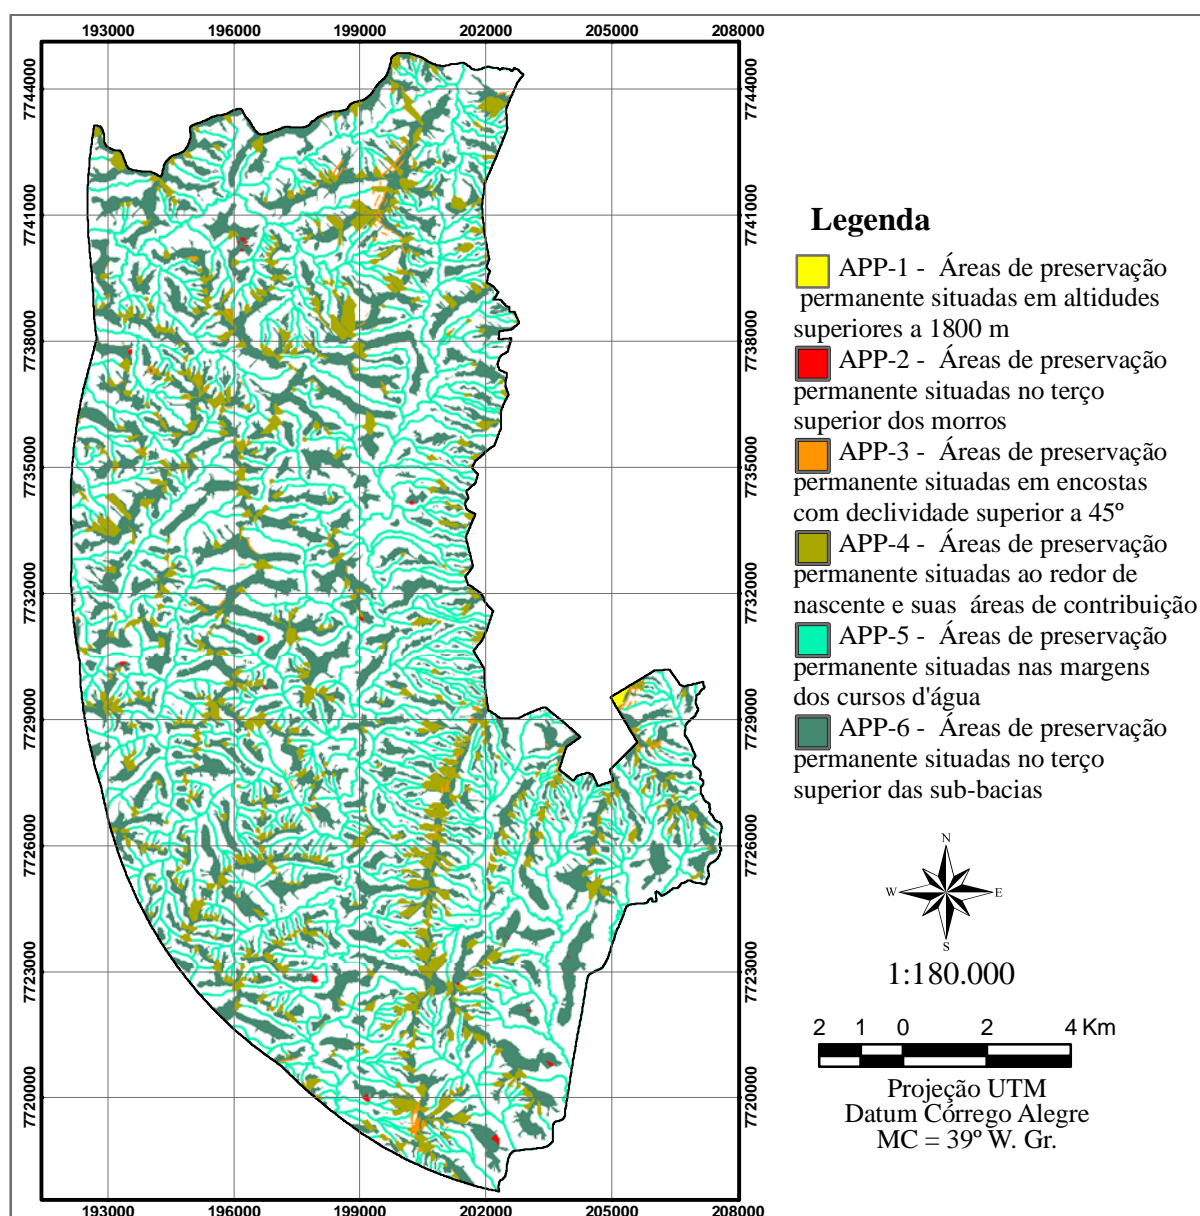 193000 196000 199000 202000 205000 208000
7744000 7744000
7741000 7741000
7738000 7738000
7735000 7735000
7732000 7732000
7729000 7729000
7726000 7726000
7723000 7723000
7720000 7720000
193000 196000 199000 202000 205000 208000
Legenda
APP-1 - Áreas de preservação
permanente situadas em altidudes
superiores a 1800 m
APP-2 - Áreas de preservação
permanente situadas no terço
superior dos morros
APP-3 - Áreas de preservação
permanente situadas em encostas
com declividade superior a 45º
APP-4 - Áreas de preservação
permanente situadas ao redor de
nascente e suas áreas de contribuição
APP-5 - Áreas de preservação
permanente situadas nas margens
dos cursos d'água
APP-6 - Áreas de preservação
permanente situadas no terço
superior das sub-bacias
N
W E
S
1:180.000
2 1 0 2 4 Km
Projeção UTM
Datum Córrego Alegre
MC = 39º W. Gr.